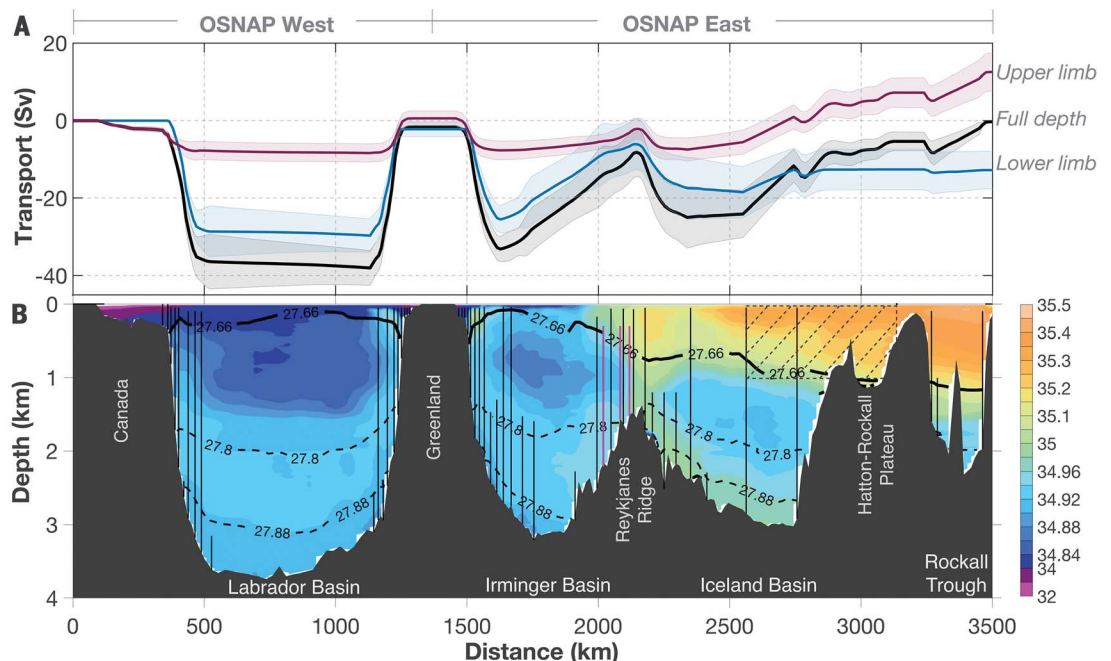 A
OSNAP West
OSNAP East
20
0
-20
-40
Transport (Sv)
Upper limb
Full depth
Lower limb
B
0
1
2
3
4
Depth (km)
27.66
27.66
27.66
27.66
27.66
27.8
27.8
27.8
27.8
27.88
27.88
27.88
27.88
Canada
Greenland
Reykjanes
Ridge
Hatton-Rockall
Plateau
Rockall
Trough
Labrador Basin
Irminger Basin
Iceland Basin
0
500
1000
1500
2000
2500
3000
3500
Distance (km)
35.5
35.4
35.3
35.2
35.1
35
34.96
34.92
34.88
34.84
34
32